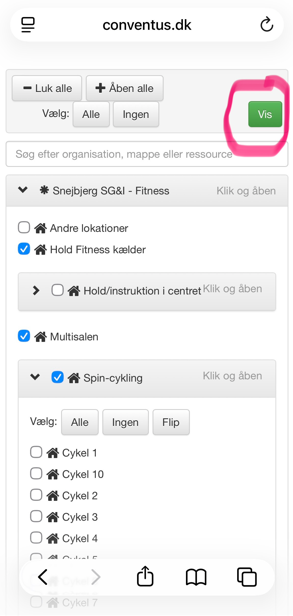 conventus.dk
Luk alle
Åben alle
Vælg: Alle Ingen
Vis
Søg efter organisation, mappe eller ressource
Snejbjerg SG&I - Fitness Klik og åben
Andre lokationer
Hold Fitness kælder
Hold/instruktion i centret Klik og åben
Multisalen
Spin-cykling Klik og åben
Vælg: Alle Ingen Flip
Cykel 1
Cykel 10
Cykel 2
Cykel 3
Cykel 4
Cykel 5
Cykel 7